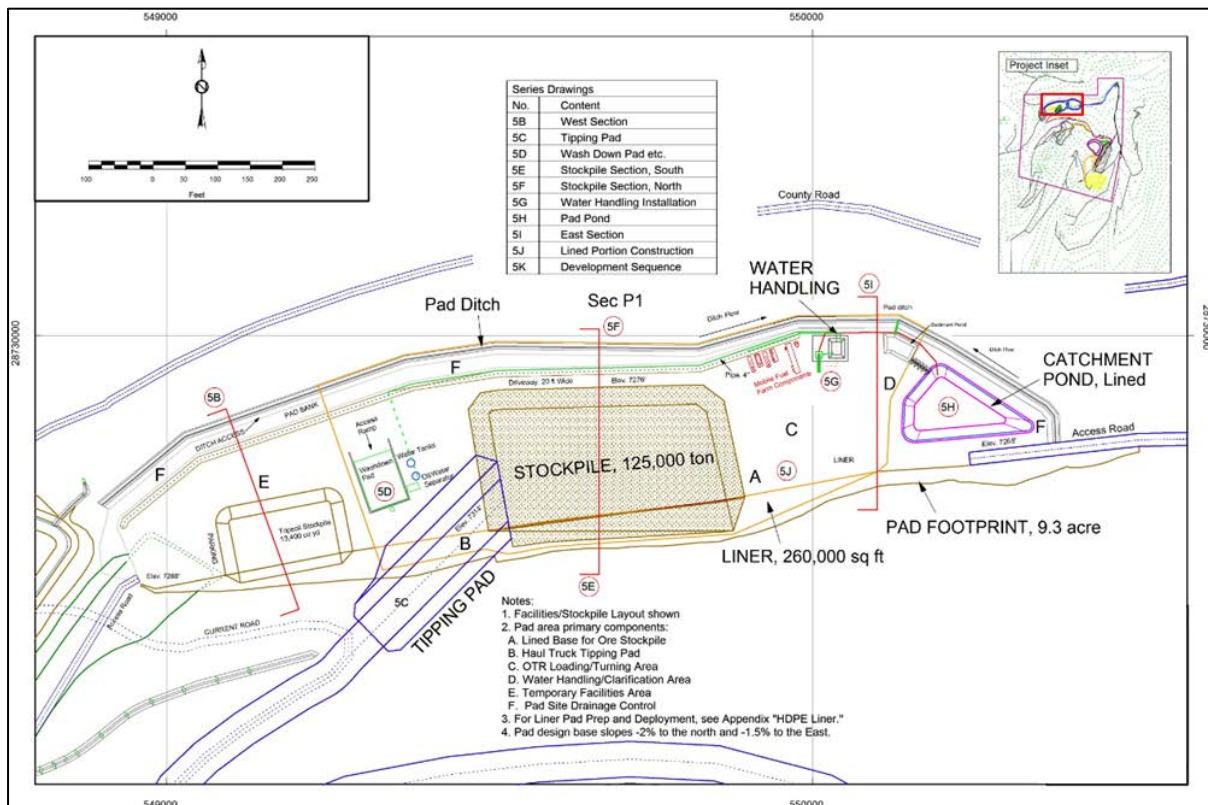 549000
550000
100 0 50 100 150 200 250
Feet
Series Drawings
No. Content
5B West Section
5C Tipping Pad
5D Wash Down Pad etc.
5E Stockpile Section, South
5F Stockpile Section, North
5G Water Handling Installation
5H Pad Pond
5I East Section
5J Lined Portion Construction
5K Development Sequence
Project Inset
County Road
WATER
HANDLING
5I
Pad ditch
Pad Ditch
Sec P1
5F
Ditch Flow
Sediment Pond
Ditch Flow
28730000
28730000
CATCHMENT
POND, Lined
F
Driveway, 20 ft Wide
Elev. 7276'
Pipe, 4"
Mobile Fuel
Farm Components
5G
D
5H
F
Elev. 7268'
Access Road
5B
PAD BANK
DITCH ACCESS
F
E
Access
Ramp
Washdown
Pad
Water Tanks
Oil/Water
Separator
5D
STOCKPILE, 125,000 ton
C
5J
LINER
A
Elev. 7314'
B
Topsoil Stockpile
13,400 cu yd
PARKING
Elev. 7288'
Access Road
CURRENT ROAD
5C
TIPPING PAD
5E
LINER, 260,000 sq ft
PAD FOOTPRINT, 9.3 acre
Notes:
1. Facilities/Stockpile Layout shown
2. Pad area primary components:
A. Lined Base for Ore Stockpile
B. Haul Truck Tipping Pad
C. OTR Loading/Turning Area
D. Water Handling/Clarification Area
E. Temporary Facilities Area
F. Pad Site Drainage Control
3. For Liner Pad Prep and Deployment, see Appendix "HDPE Liner."
4. Pad design base slopes -2% to the north and -1.5% to the East.
549000
550000